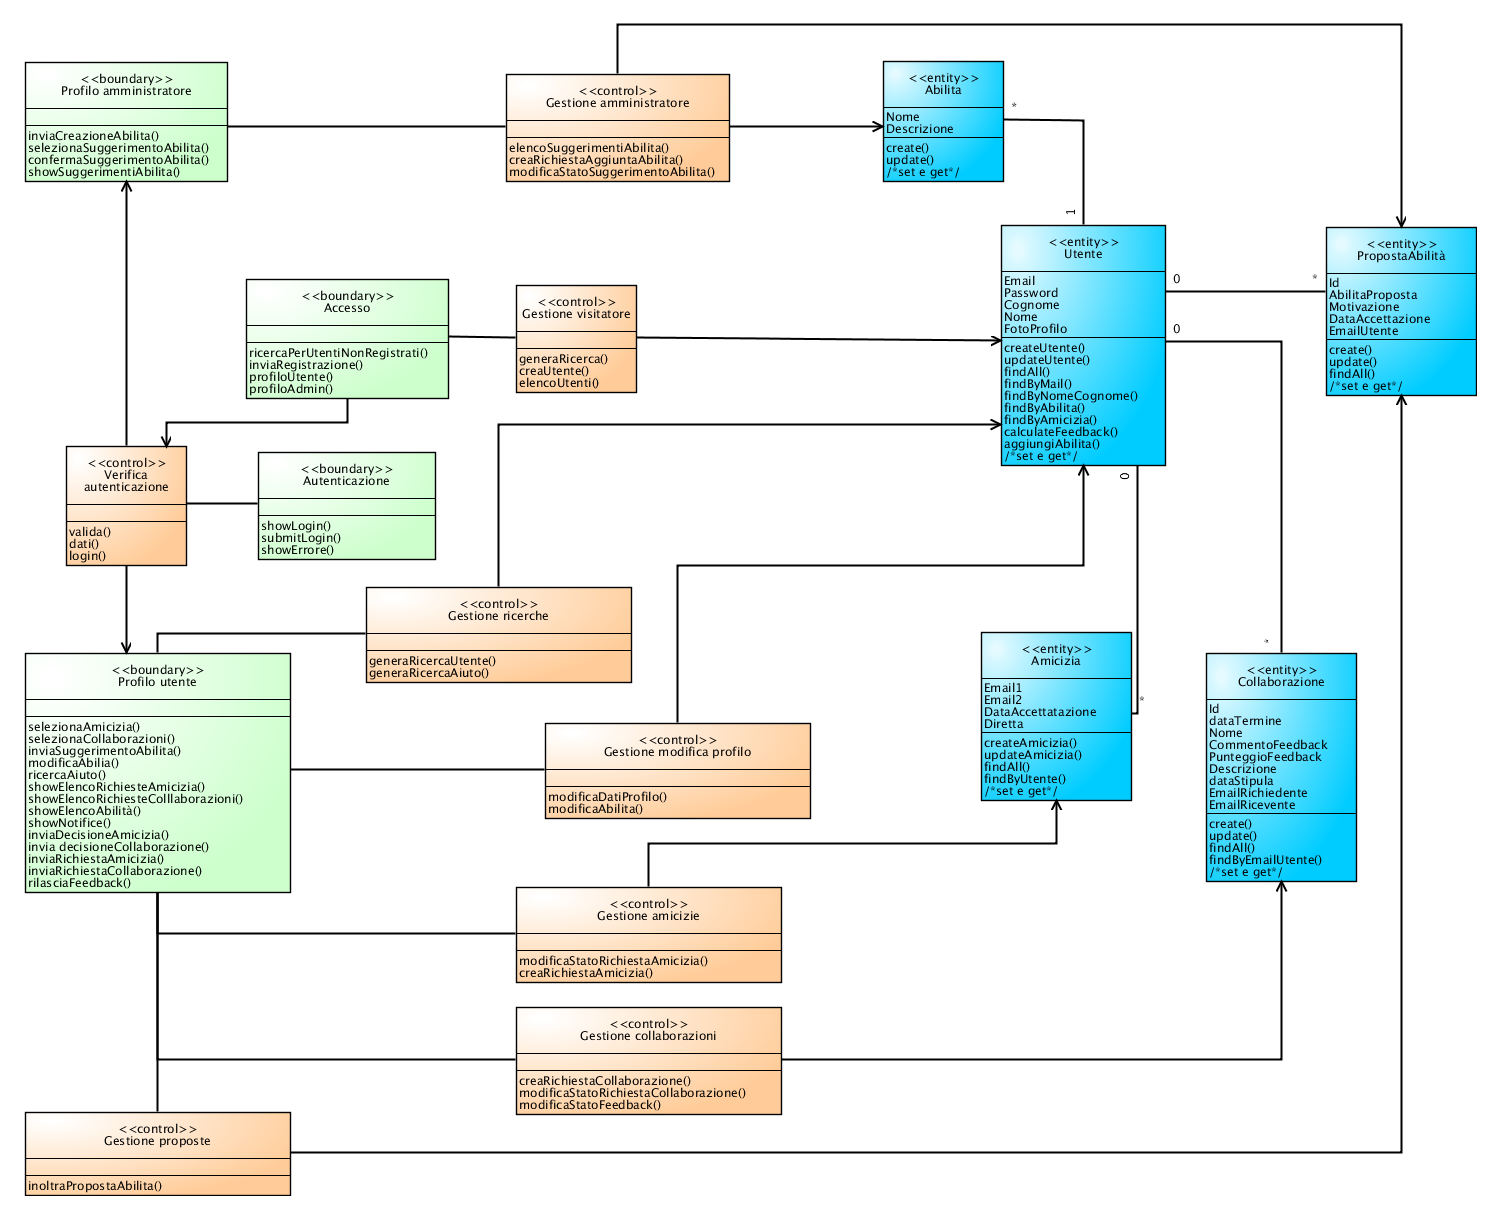 <<boundary>>
Profilo amministratore
inviaCreazioneAbilita()
selezionaSuggerimentoAbilita()
confermaSuggerimentoAbilita()
showSuggerimentiAbilita()
<<control>>
Gestione amministratore
elencoSuggerimentiAbilita()
creaRichiestaAggiuntaAbilita()
modificaStatoSuggerimentoAbilita()
<<entity>>
Abilita
Nome
Descrizione
create()
update()
/*set e get*/
*
1
<<entity>>
Utente
Email
Password
Cognome
Nome
FotoProfilo
createUtente()
updateUtente()
findAll()
findByMail()
findByNomeCognome()
findByAbilita()
findByAmicizia()
calculateFeedback()
aggiungiAbilita()
/*set e get*/
0
*
0
0
<<entity>>
PropostaAbilità
Id
AbilitaProposta
Motivazione
DataAccettazione
EmailUtente
create()
update()
findAll()
/*set e get*/
<<boundary>>
Accesso
ricercaPerUtentiNonRegistrati()
inviaRegistrazione()
profiloUtente()
profiloAdmin()
<<control>>
Gestione visitatore
generaRicerca()
creaUtente()
elencoUtenti()
<<control>>
Verifica
autenticazione
valida()
dati()
login()
<<boundary>>
Autenticazione
showLogin()
submitLogin()
showErrore()
<<control>>
Gestione ricerche
generaRicercaUtente()
generaRicercaAiuto()
<<boundary>>
Profilo utente
selezionaAmicizia()
selezionaCollaborazioni()
inviaSuggerimentoAbilita()
modificaAbilia()
ricercaAiuto()
showElencoRichiesteAmicizia()
showElencoRichiesteColllaborazioni()
showElencoAbilità()
showNotifice()
inviaDecisioneAmicizia()
invia decisioneCollaborazione()
inviaRichiestaAmicizia()
inviaRichiestaCollaborazione()
rilasciaFeedback()
<<control>>
Gestione modifica profilo
modificaDatiProfilo()
modificaAbilita()
<<entity>>
Amicizia
Email1
Email2
DataAccettatazione
Diretta
createAmicizia()
updateAmicizia()
findAll()
findByUtente()
/*set e get*/
*
*
<<entity>>
Collaborazione
Id
dataTermine
Nome
CommentoFeedback
PunteggioFeedback
Descrizione
dataStipula
EmailRichiedente
EmailRicevente
create()
update()
findAll()
findByEmailUtente()
/*set e get*/
<<control>>
Gestione amicizie
modificaStatoRichiestaAmicizia()
creaRichiestaAmicizia()
<<control>>
Gestione collaborazioni
creaRichiestaCollaborazione()
modificaStatoRichiestaCollaborazione()
modificaStatoFeedback()
<<control>>
Gestione proposte
inoltraPropostaAbilita()